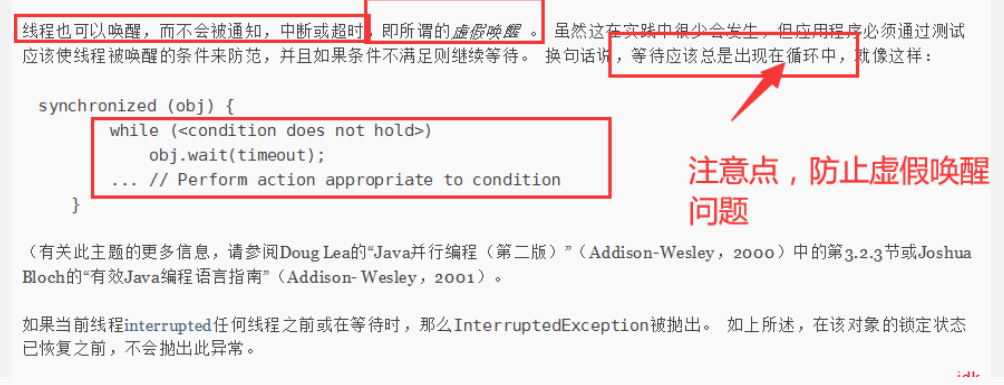 线程也可以唤醒，而不会被通知，中断或超时，即所谓的虚假唤醒 。 虽然这在实践中很少会发生，但应用程序必须通过测试
应该使线程被唤醒的条件来防范，并且如果条件不满足则继续等待。 换句话说，等待应该总是出现在循环中，就像这样：
synchronized (obj) {
while (<condition does not hold>)
obj.wait(timeout);
... // Perform action appropriate to condition
}
注意点，防止虚假唤醒
问题
（有关此主题的更多信息，请参阅Doug Lea的“Java并行编程（第二版）”（Addison-Wesley，2000）中的第3.2.3节或Joshua
Bloch的“有效Java编程语言指南”（Addison- Wesley，2001）。
如果当前线程interrupted任何线程之前或在等待时，那么InterruptedException被抛出。 如上所述，在该对象的锁定状态
已恢复之前，不会抛出此异常。